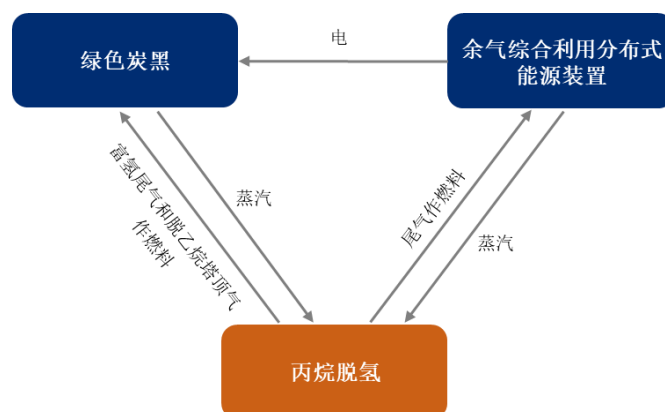 电
绿色炭黑
余气综合利用分布式
能源装置
富氢尾气和脱乙烷塔顶气
作燃料
蒸汽
尾气作燃料
蒸汽
丙烷脱氢